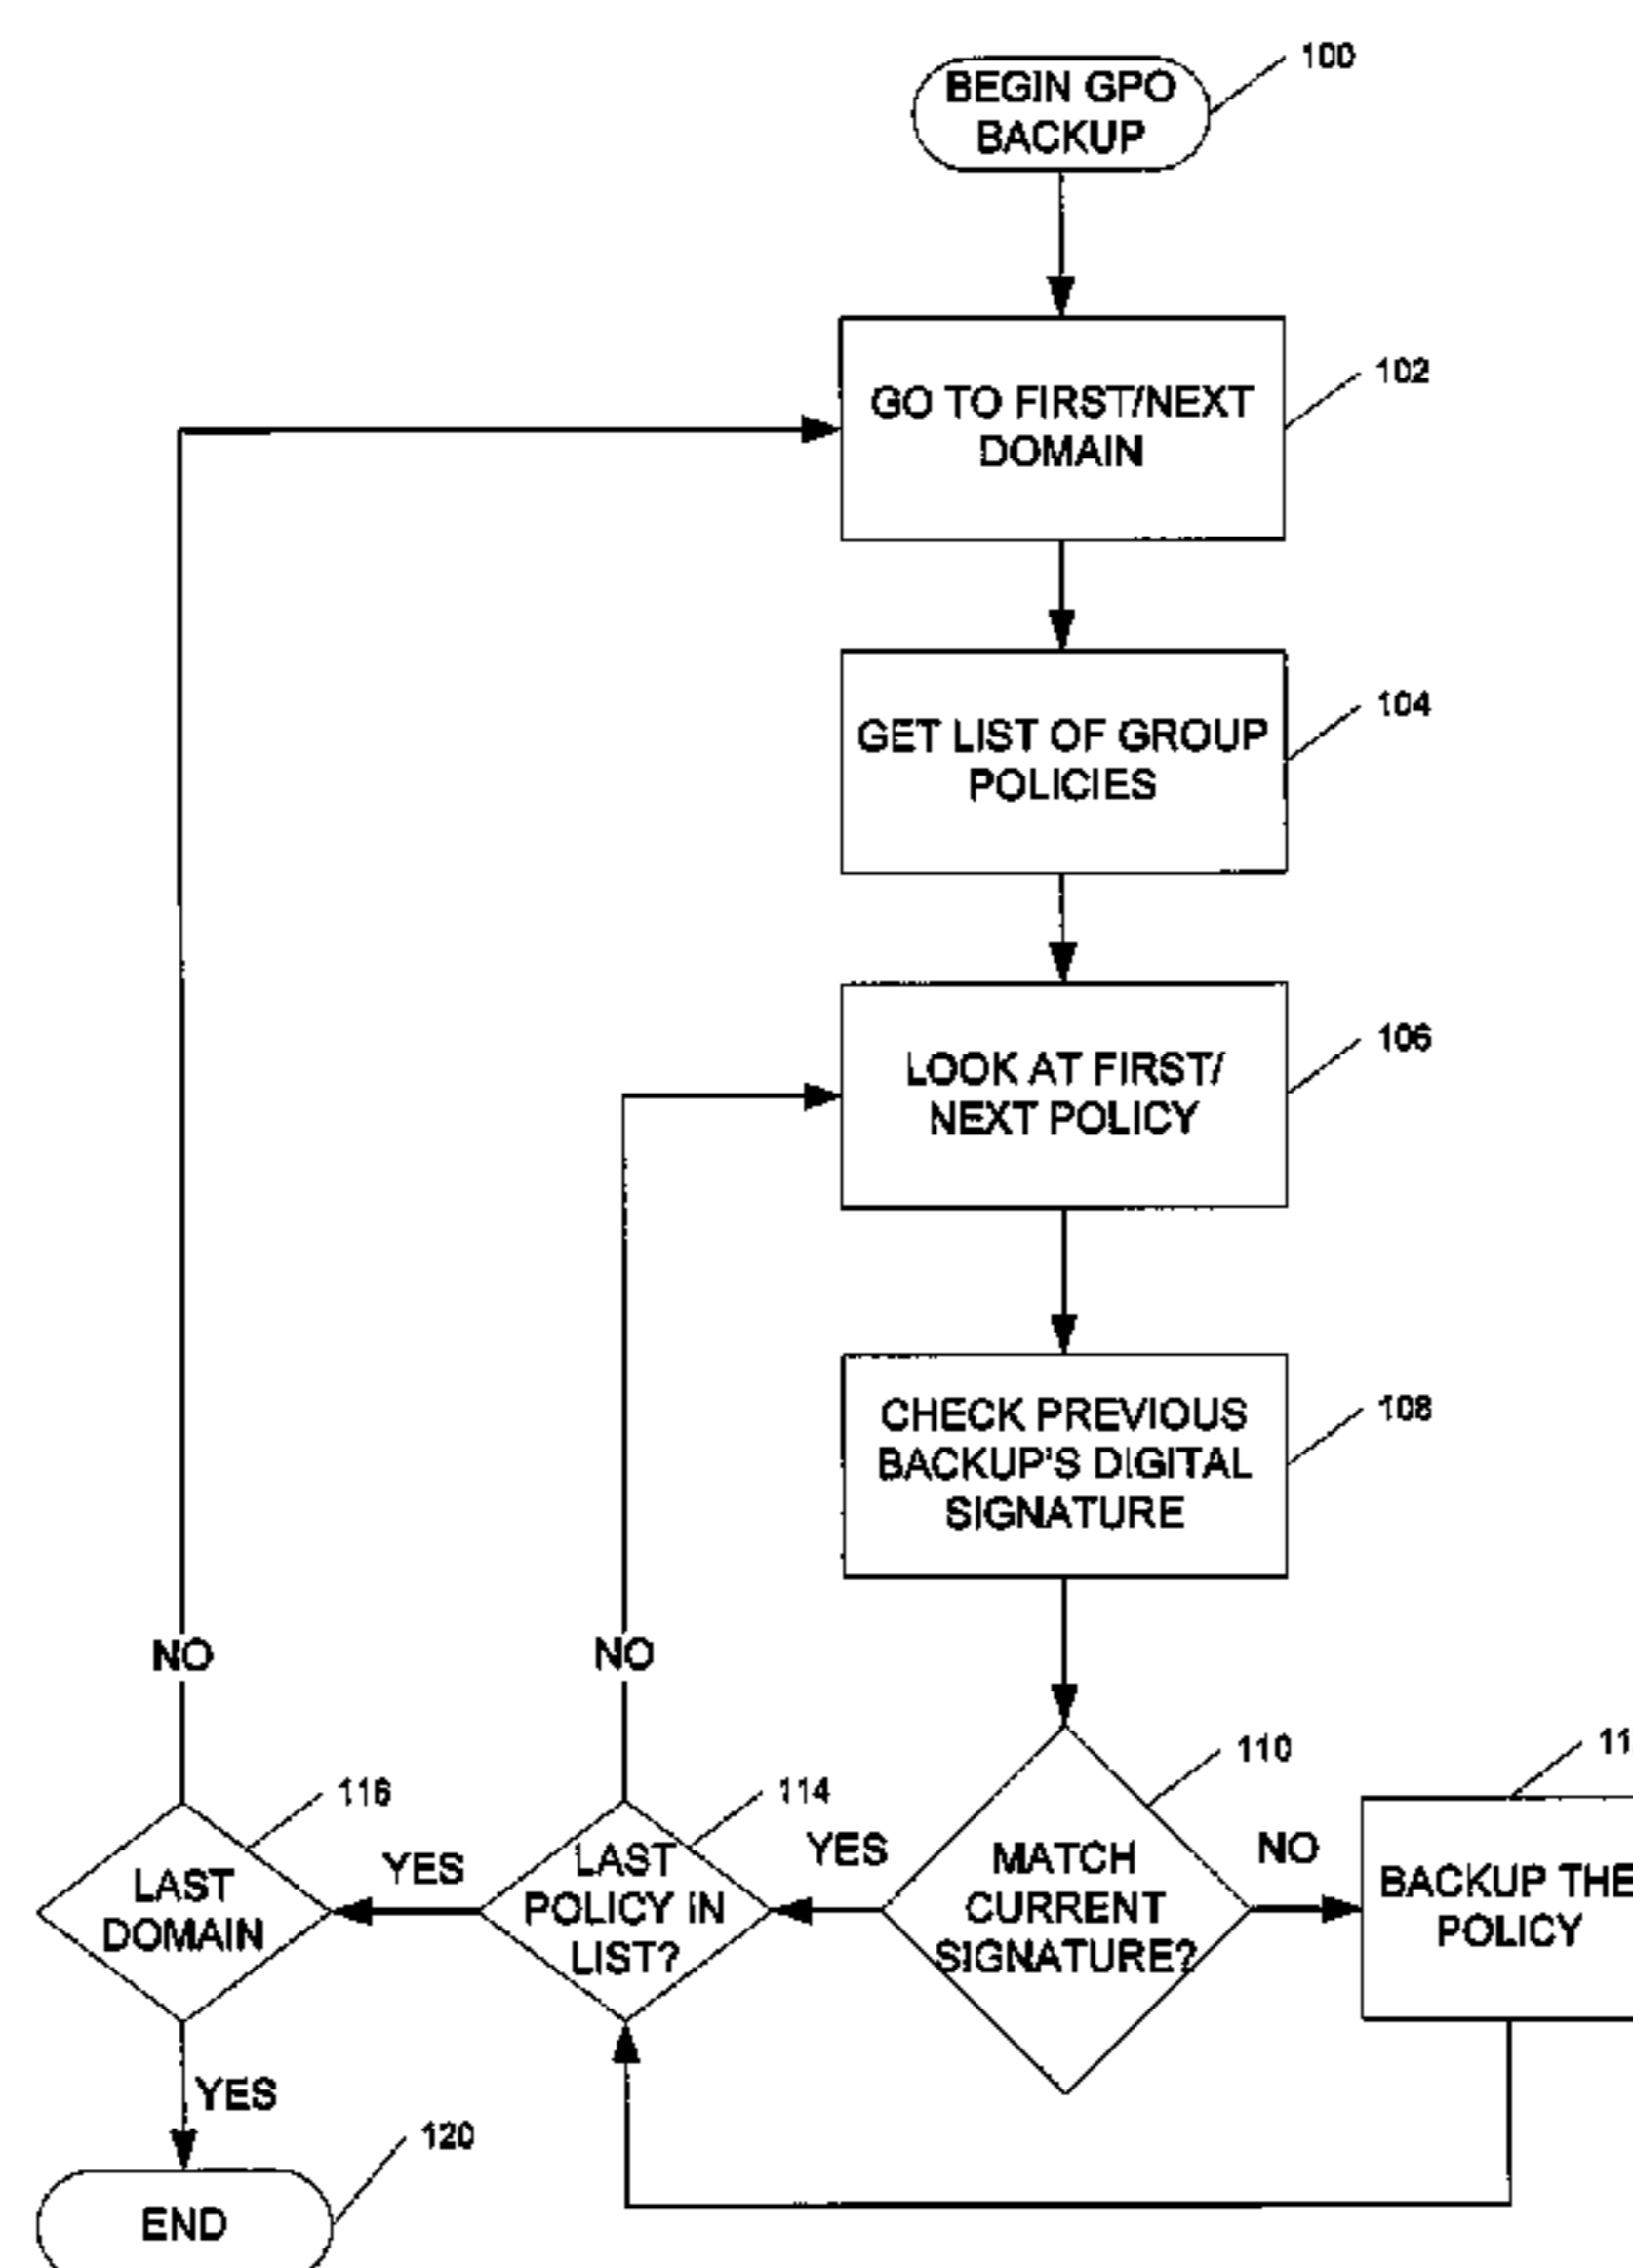 BEGIN GPO
BACKUP
100
GO TO FIRST/NEXT
DOMAIN
102
GET LIST OF GROUP
POLICIES
104
LOOK AT FIRST/
NEXT POLICY
106
CHECK PREVIOUS
BACKUP'S DIGITAL
SIGNATURE
108
NO
NO
116
LAST
DOMAIN
YES
114
LAST
POLICY IN
LIST?
YES
110
MATCH
CURRENT
SIGNATURE?
NO
11
BACKUP THE
POLICY
YES
120
END